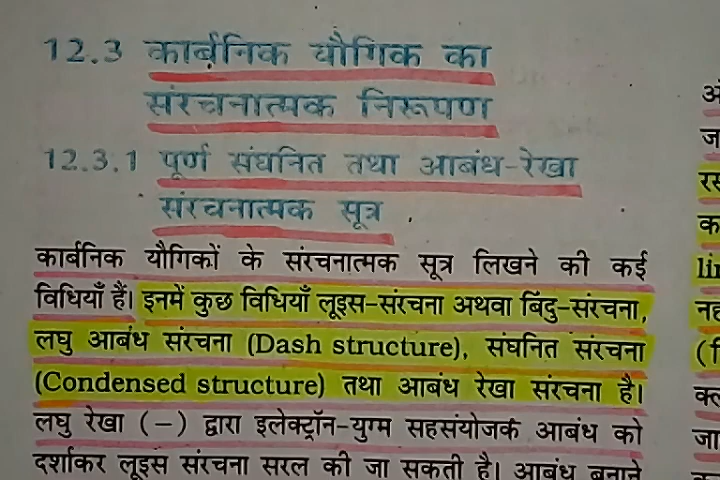 12.3 कार्बनिक यौगिक का
संरचनात्मक निरूपण
12.3.1 पूर्ण संघनित तथा आबंध-रेखा
संरचनात्मक सूत्र
कार्बनिक यौगिकों के संरचनात्मक सूत्र लिखने की कई
विधियाँ हैं। इनमें कुछ विधियाँ लूइस-संरचना अथवा बिंदु-संरचना,
लघु आबंध संरचना (Dash structure), संघनित संरचना
(Condensed structure) तथा आबंध रेखा संरचना है।
लघु रेखा (–) द्वारा इलेक्ट्रॉन-युग्म सहसंयोजक आबंध को
दर्शाकर लूइस संरचना सरल की जा सकती है। आबंध बनाने